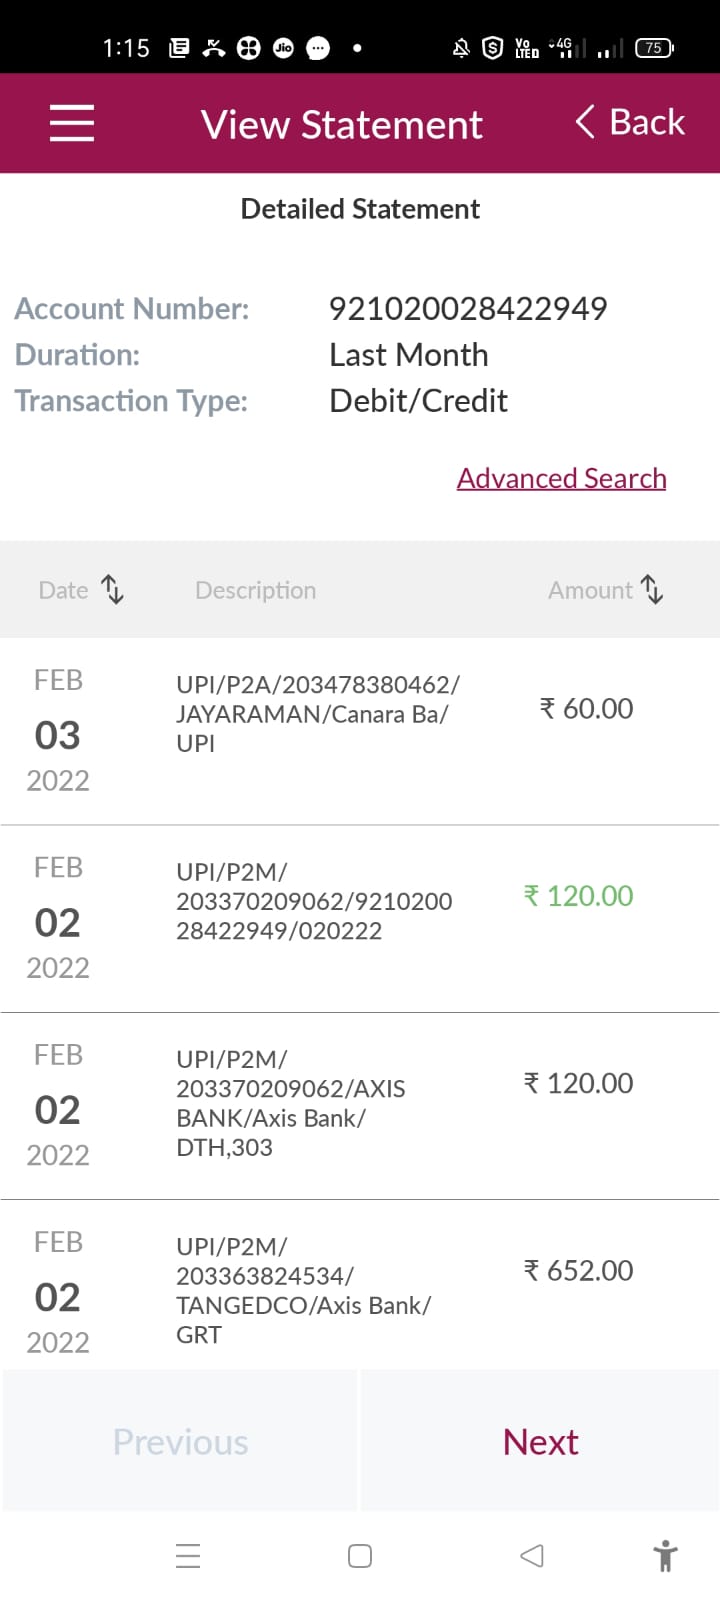 1:15 Jio Vo LTED 4G 75
View Statement Back
Detailed Statement
Account Number: 921020028422949
Duration: Last Month
Transaction Type: Debit/Credit
Advanced Search
Date Description Amount
FEB
03
2022
UPI/P2A/203478380462/
JAYARAMAN/Canara Ba/
UPI
₹ 60.00
FEB
02
2022
UPI/P2M/
203370209062/9210200
28422949/020222
₹ 120.00
FEB
02
2022
UPI/P2M/
203370209062/AXIS
BANK/Axis Bank/
DTH,303
₹ 120.00
FEB
02
2022
UPI/P2M/
203363824534/
TANGEDCO/Axis Bank/
GRT
₹ 652.00
Previous Next